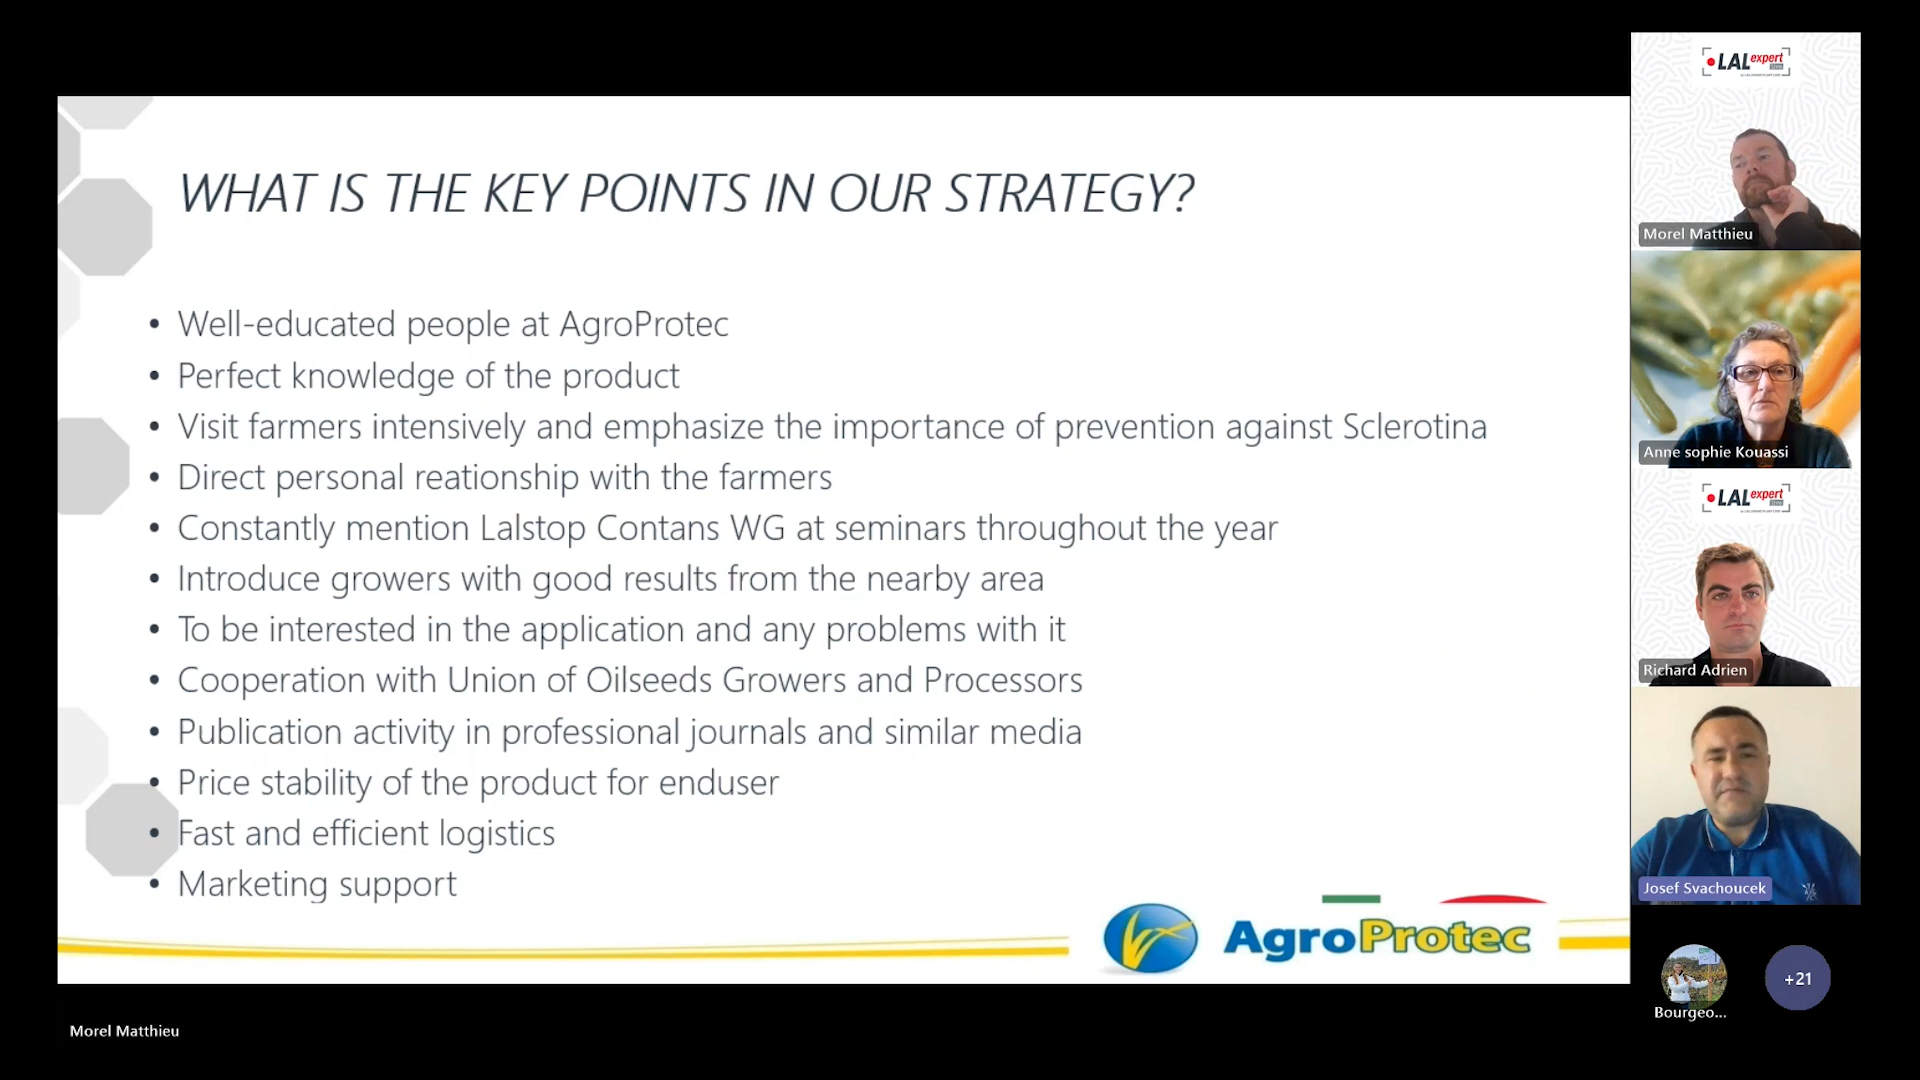 WHAT IS THE KEY POINTS IN OUR STRATEGY?
• Well-educated people at AgroProtec
• Perfect knowledge of the product
• Visit farmers intensively and emphasize the importance of prevention against Sclerotina
• Direct personal reationship with the farmers
• Constantly mention Lalstop Contans WG at seminars throughout the year
• Introduce growers with good results from the nearby area
• To be interested in the application and any problems with it
• Cooperation with Union of Oilseeds Growers and Processors
• Publication activity in professional journals and similar media
• Price stability of the product for enduser
• Fast and efficient logistics
• Marketing support
AgroProtec
LAL expert
Morel Matthieu
Anne sophie Kouassi
LAL expert
Richard Adrien
Josef Svachoucek
Bourgeo...
+21
Morel Matthieu